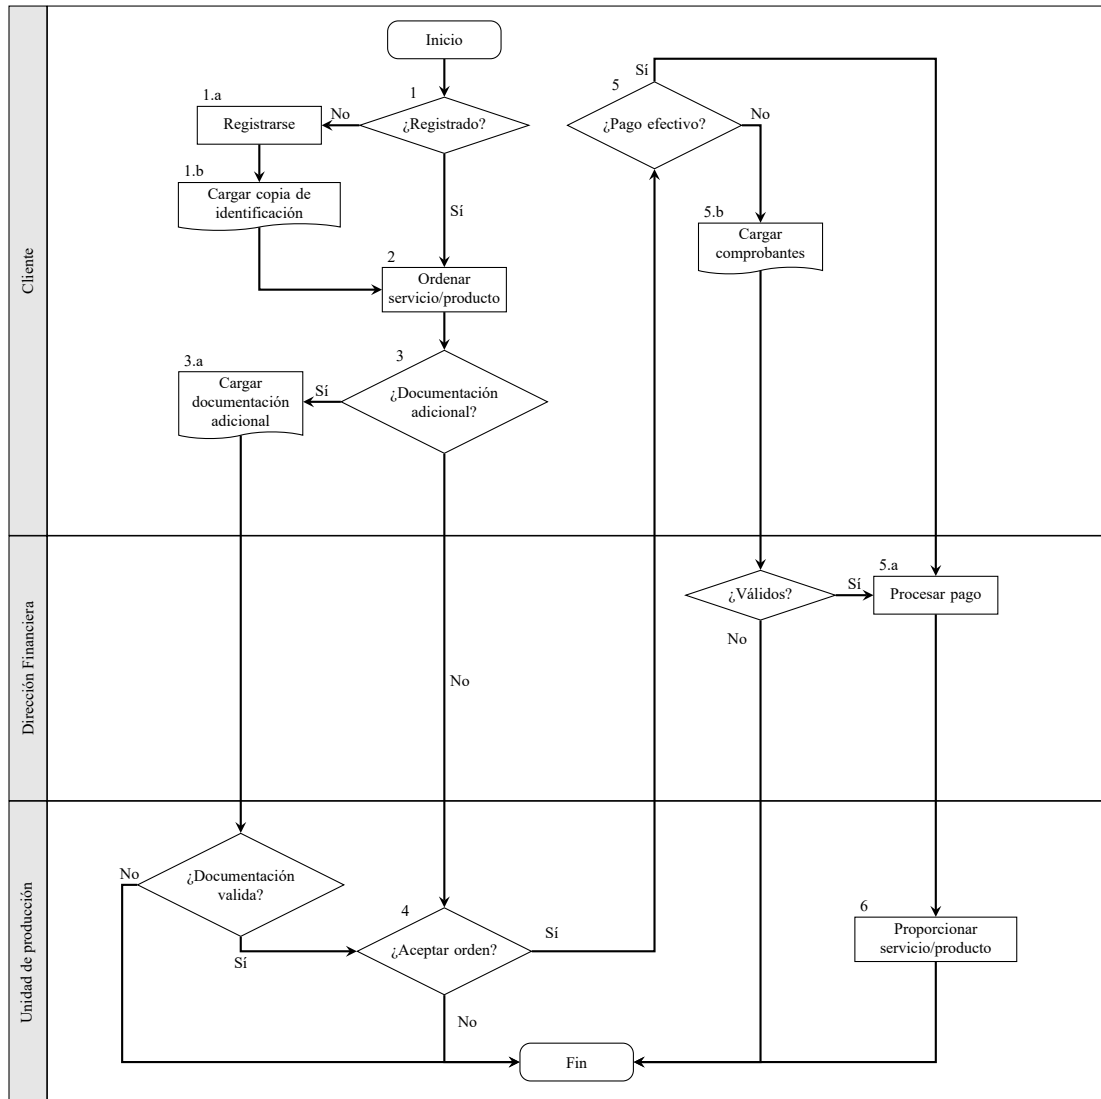 Cliente
Inicio
1
¿Registrado?
No
1.a
Registrarse
1.b
Cargar copia de
identificación
Sí
2
Ordenar
servicio/producto
3
¿Documentación
adicional?
Sí
3.a
Cargar
documentación
adicional
No
5
¿Pago efectivo?
Sí
No
5.b
Cargar
comprobantes
Dirección Financiera
¿Válidos?
Sí
No
5.a
Procesar pago
Unidad de producción
¿Documentación
valida?
No
Sí
4
¿Aceptar orden?
Sí
No
6
Proporcionar
servicio/producto
Fin